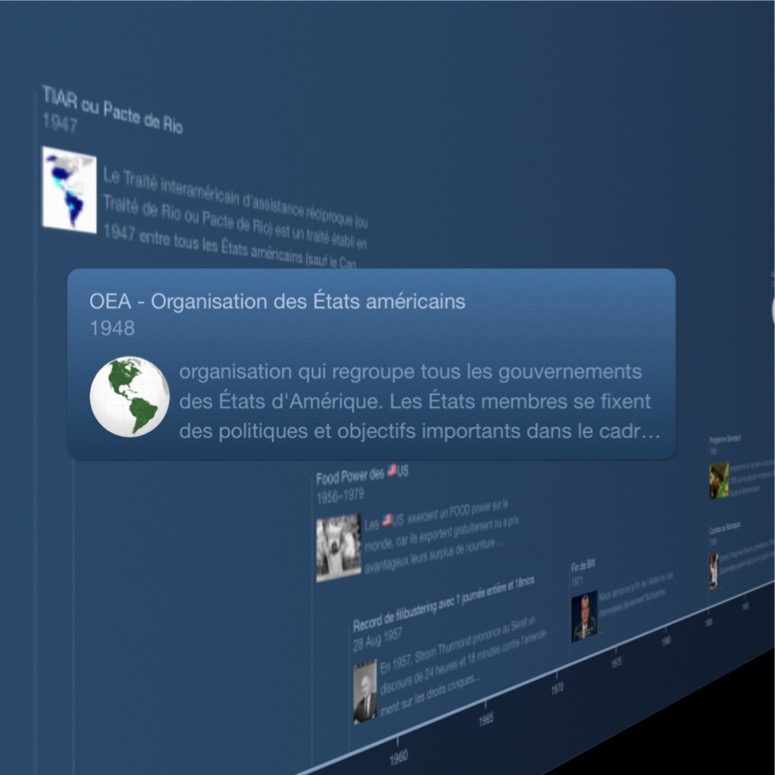 TIAR ou Pacte de Rio
1947
Le Traité interaméricain d'assistance réciproque (ou
Traité de Rio ou Pacte de Rio) est un traité établi en
1947 entre tous les États américains (sauf le Can
OEA - Organisation des États américains
1948
organisation qui regroupe tous les gouvernements
des États d'Amérique. Les États membres se fixent
des politiques et objectifs importants dans le cadr...
Food Power des 🇺🇸US
1956–1979
Les 🇺🇸US exercent un FOOD power sur le
monde, car ils exportent gratuitement ou a prix
avantageux leurs surplus de nourriture ...
Record de filibustering avec 1 journée entière et 18mins
28 Aug 1957
En 1957, Strom Thurmond prononce au Sénat un
discours de 24 heures et 18 minutes contre l'amende-
ment sur les droits civiques...
Fin de BW
1971
1960
1965
1970
1975
1980